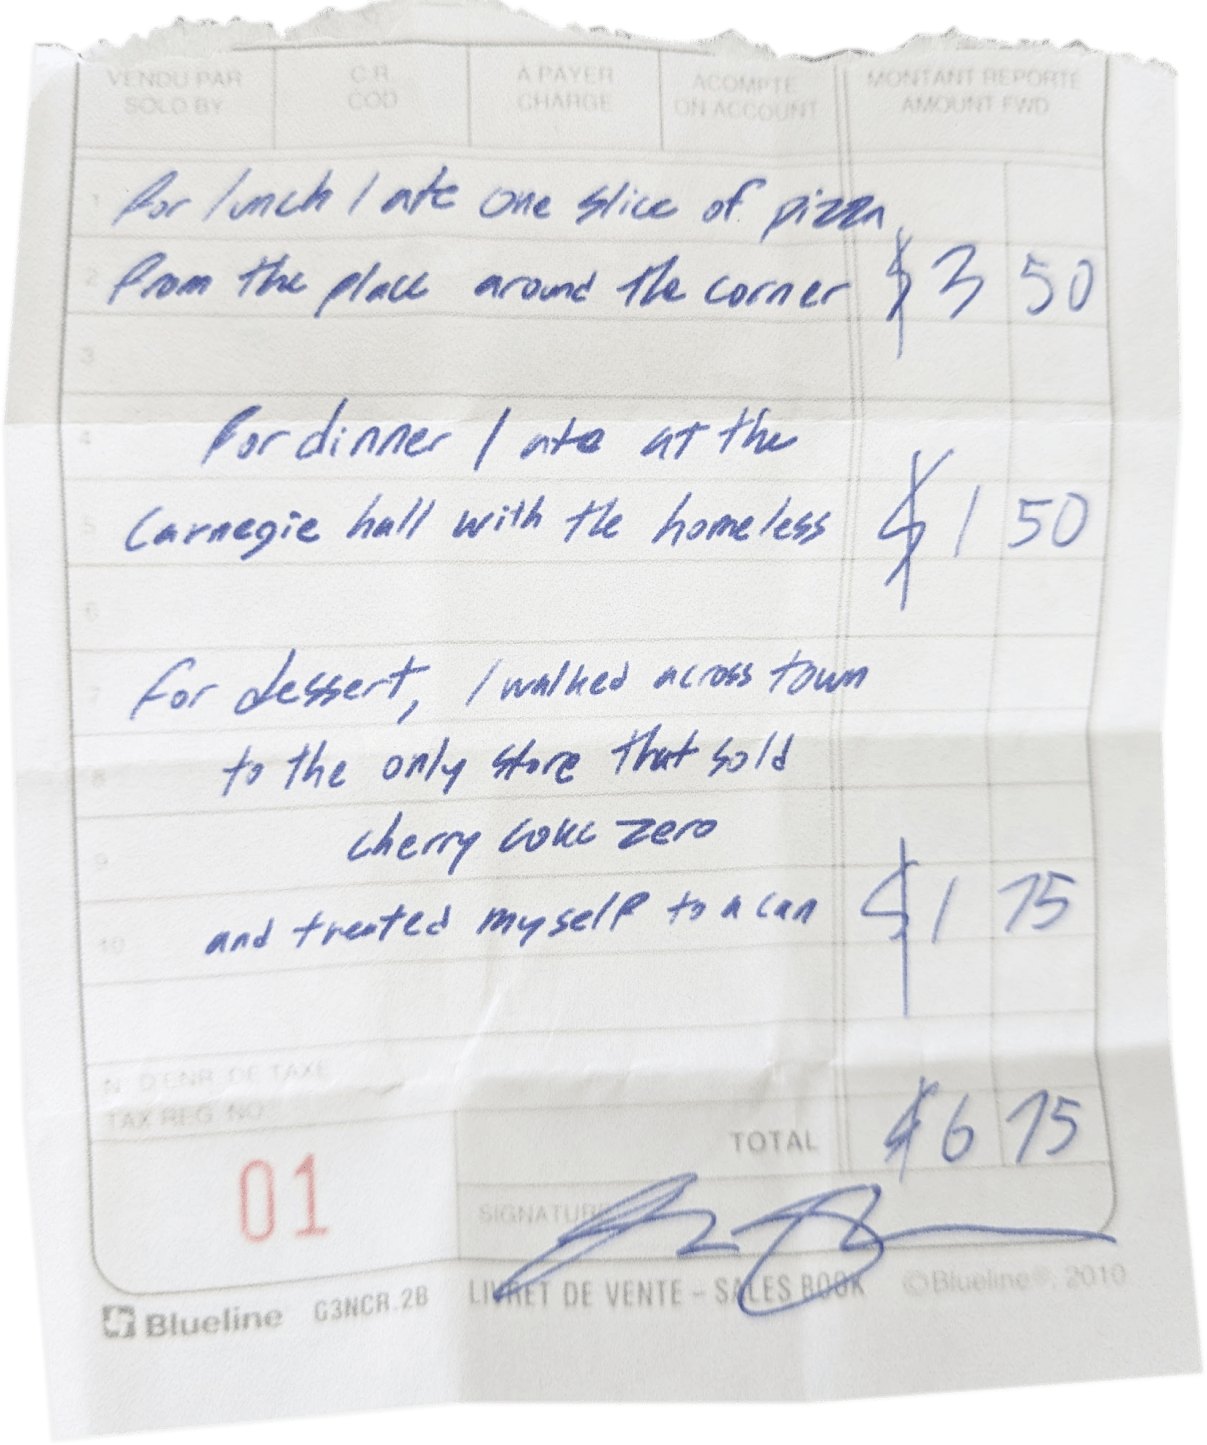 VENDU PAR SOLD BY C.R. COD À PAYER CHARGE ACOMPTE ON ACCOUNT MONTANT REPORTÉ AMOUNT FWD
1 For lunch I ate one slice of pizza
2 from the place around the corner $3 50
3
4 For dinner I ate at the
5 Carnegie hall with the homeless $1 50
6
7 For dessert, I walked across town
8 to the only store that sold
9 cherry coke zero
10 and treated myself to a can $1 75
N° D'ENR. DE TAXE
TAX REG. NO.
TOTAL $6 75
01
SIGNATURE
Blueline G3NCR.2B LIVRET DE VENTE – SALES BOOK ©Blueline®, 2010